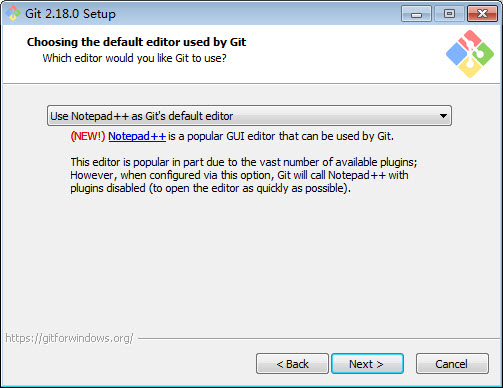 Git 2.18.0 Setup
Choosing the default editor used by Git
Which editor would you like Git to use?
Use Notepad++ as Git's default editor
(NEW!) Notepad++ is a popular GUI editor that can be used by Git.
This editor is popular in part due to the vast number of available plugins;
However, when configured via this option, Git will call Notepad++ with
plugins disabled (to open the editor as quickly as possible).
https://gitforwindows.org/
< Back
Next >
Cancel